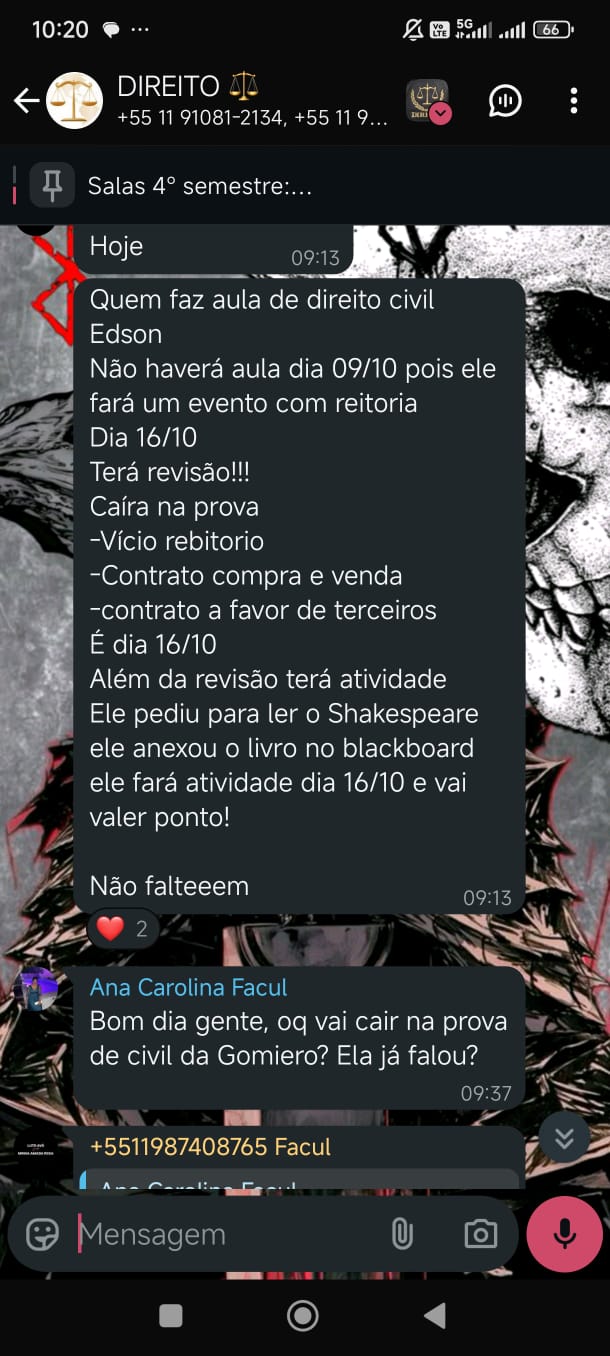 10:20
Vo LTE
5G
66
DIREITO
+55 11 91081-2134, +55 11 9...
Salas 4° semestre:...
Hoje
09:13
Quem faz aula de direito civil
Edson
Não haverá aula dia 09/10 pois ele
fará um evento com reitoria
Dia 16/10
Terá revisão!!!
Caíra na prova
-Vício rebitorio
-Contrato compra e venda
-contrato a favor de terceiros
É dia 16/10
Além da revisão terá atividade
Ele pediu para ler o Shakespeare
ele anexou o livro no blackboard
ele fará atividade dia 16/10 e vai
valer ponto!
Não falteeem
09:13
2
Ana Carolina Facul
Bom dia gente, oq vai cair na prova
de civil da Gomiero? Ela já falou?
09:37
+5511987408765 Facul
Ana Carolina Facul
Mensagem